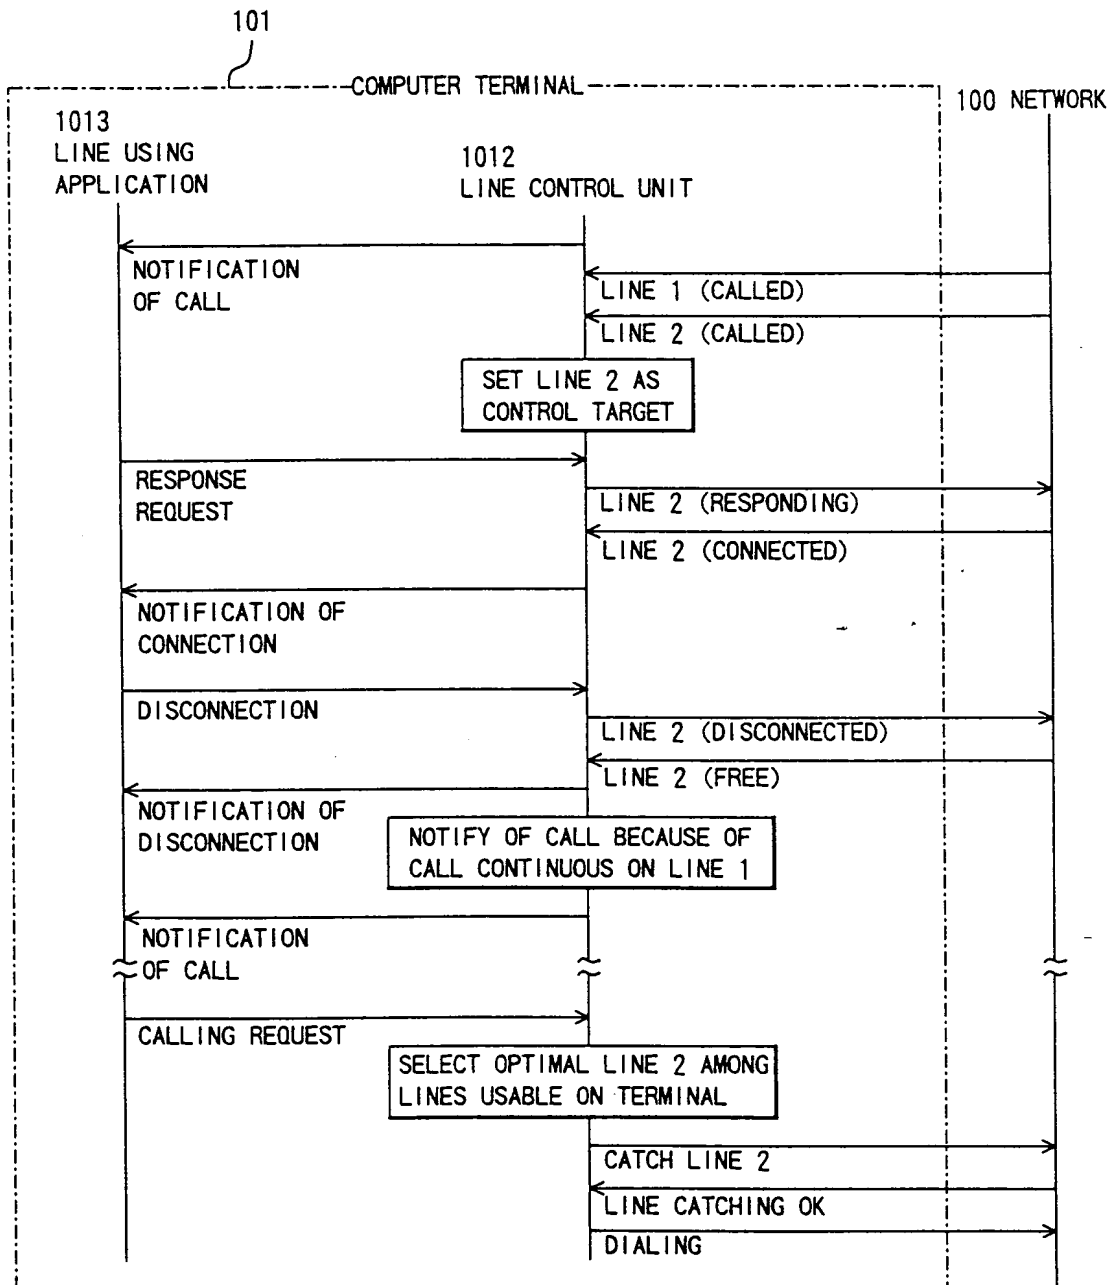 101
COMPUTER TERMINAL
100 NETWORK
1013
LINE USING
APPLICATION
1012
LINE CONTROL UNIT
NOTIFICATION
OF CALL
LINE 1 (CALLED)
LINE 2 (CALLED)
SET LINE 2 AS
CONTROL TARGET
RESPONSE
REQUEST
LINE 2 (RESPONDING)
LINE 2 (CONNECTED)
NOTIFICATION OF
CONNECTION
DISCONNECTION
LINE 2 (DISCONNECTED)
LINE 2 (FREE)
NOTIFICATION OF
DISCONNECTION
NOTIFY OF CALL BECAUSE OF
CALL CONTINUOUS ON LINE 1
NOTIFICATION
OF CALL
CALLING REQUEST
SELECT OPTIMAL LINE 2 AMONG
LINES USABLE ON TERMINAL
CATCH LINE 2
LINE CATCHING OK
DIALING